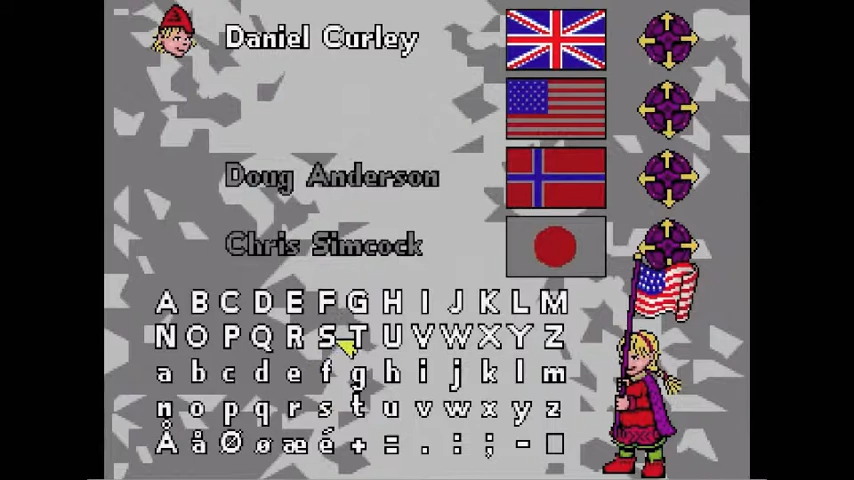 Daniel Curley
Doug Anderson
Chris Simcock
A B C D E F G H I J K L M
N O P Q R S T U V W X Y Z
a b c d e f g h i j k l m
n o p q r s t u v w x y z
Å å Ø ø æ é + = . : ; - □